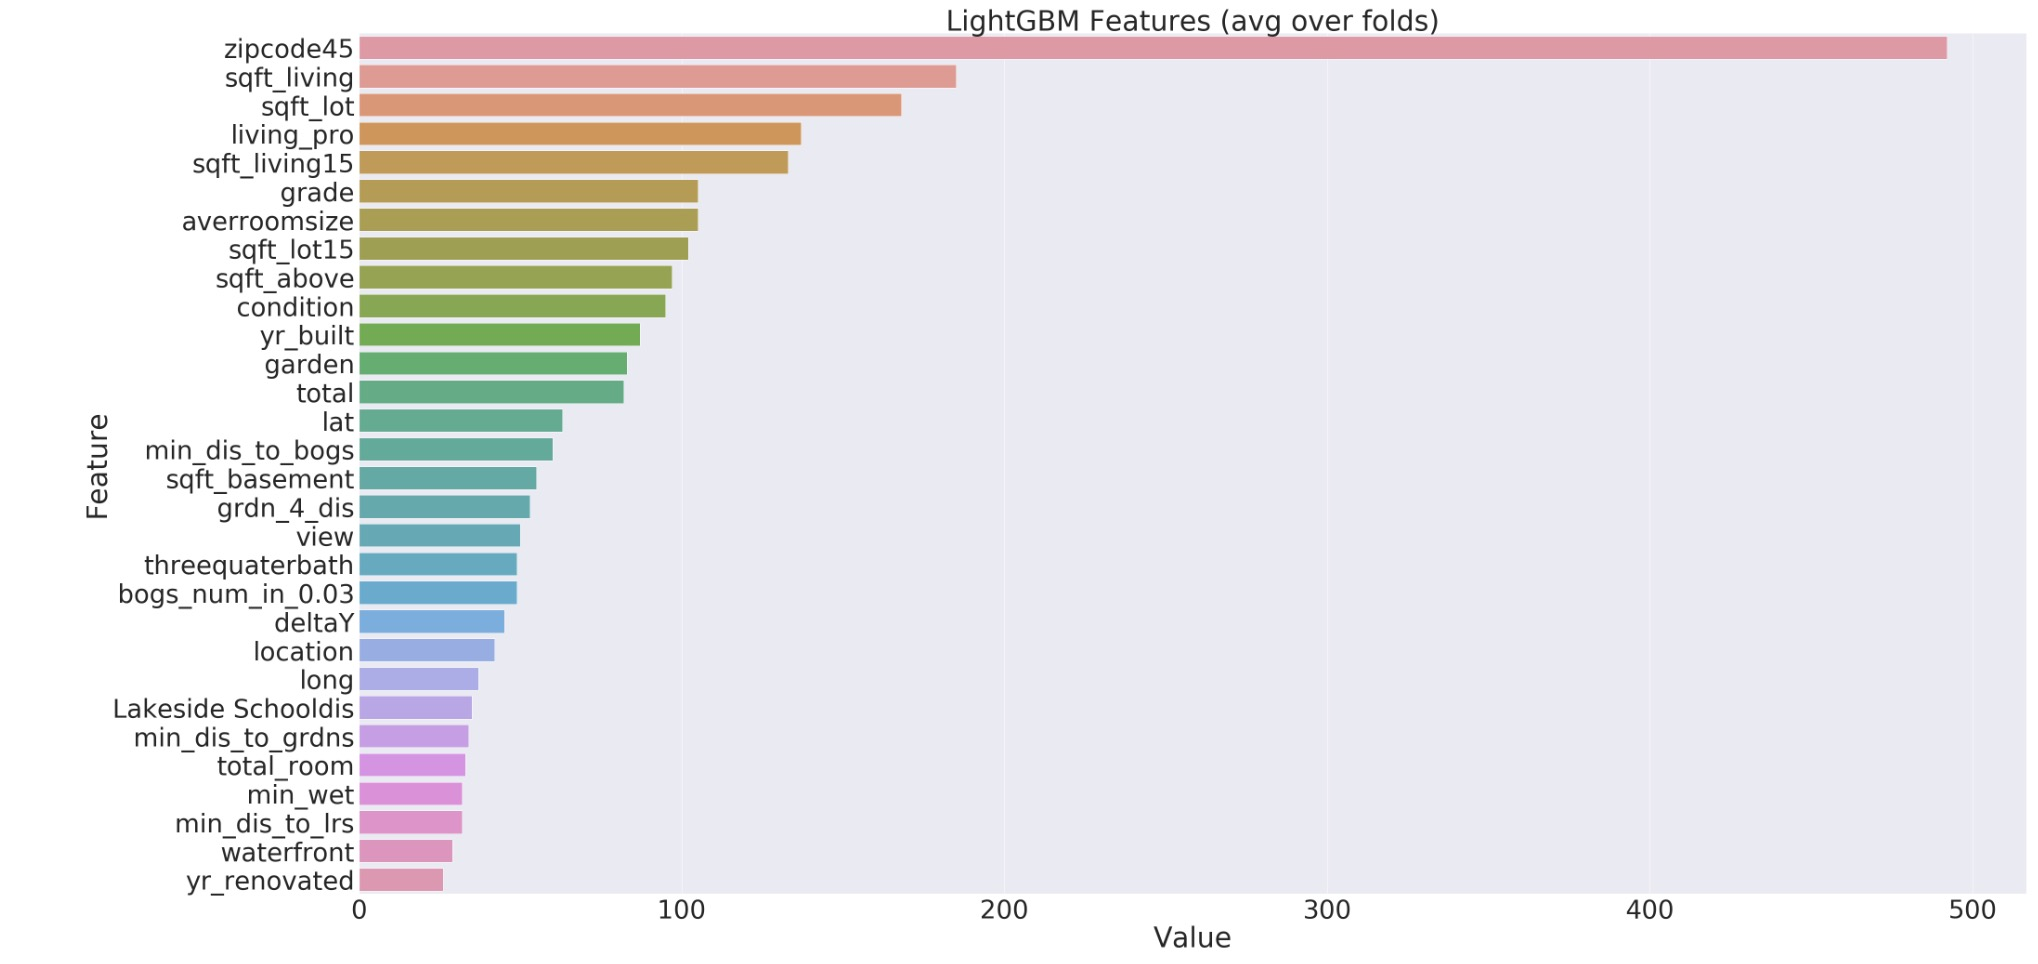 LightGBM Features (avg over folds)
zipcode45
sqft_living
sqft_lot
living_pro
sqft_living15
grade
averroomsize
sqft_lot15
sqft_above
condition
yr_built
garden
total
lat
min_dis_to_bogs
sqft_basement
grdn_4_dis
view
threequaterbath
bogs_num_in_0.03
deltaY
location
long
Lakeside Schooldis
min_dis_to_grdns
total_room
min_wet
min_dis_to_lrs
waterfront
yr_renovated
Feature
0 100 200 300 400 500
Value